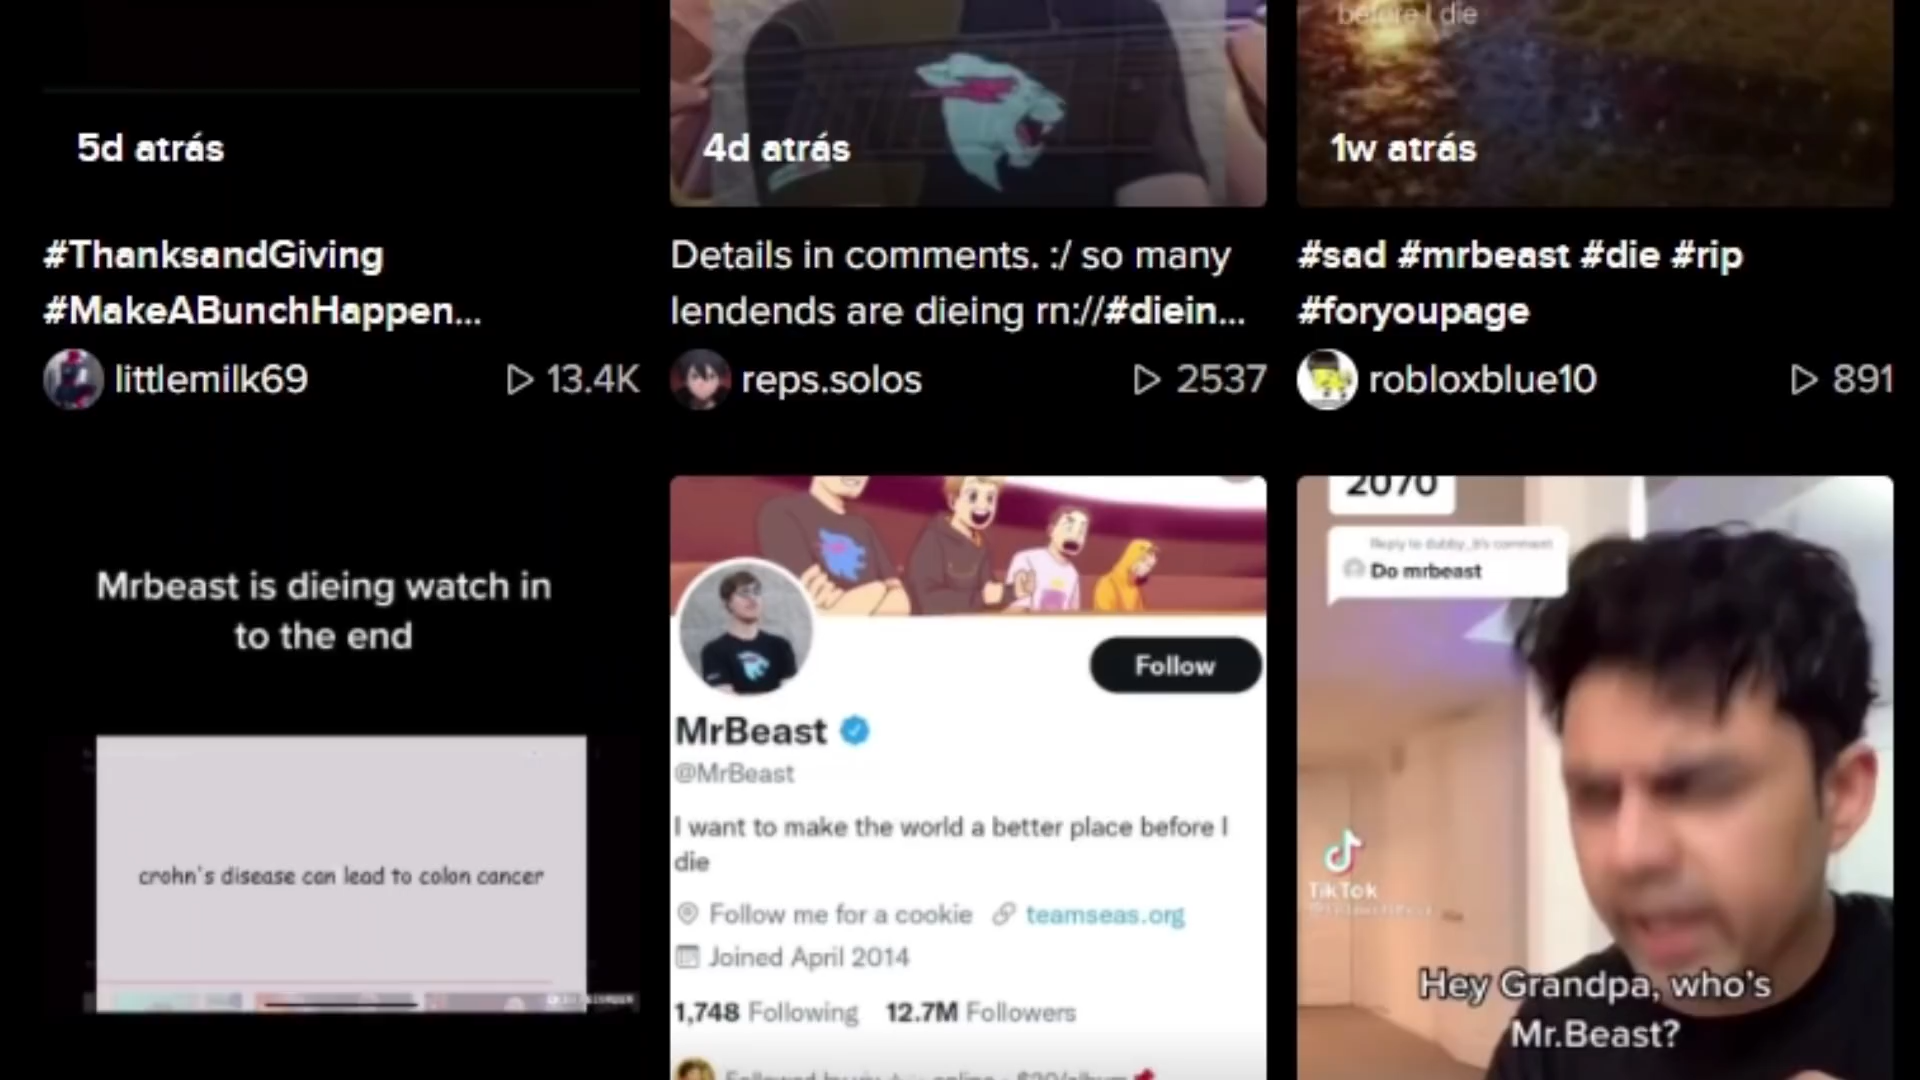 before I die
5d atrás
4d atrás
1w atrás
#ThanksandGiving
#MakeABunchHappen...
littlemilk69
13.4K
Details in comments. :/ so many
lendends are dieing rn://#diein...
reps.solos
2537
#sad #mrbeast #die #rip
#foryoupage
robloxblue10
891
Mrbeast is dieing watch in
to the end
crohn's disease can lead to colon cancer
Follow
MrBeast
@MrBeast
I want to make the world a better place before I
die
Follow me for a cookie teamseas.org
Joined April 2014
1,748 Following 12.7M Followers
2070
Reply to comment
Do mrbeast
TikTok
Hey Grandpa, who's
Mr.Beast?